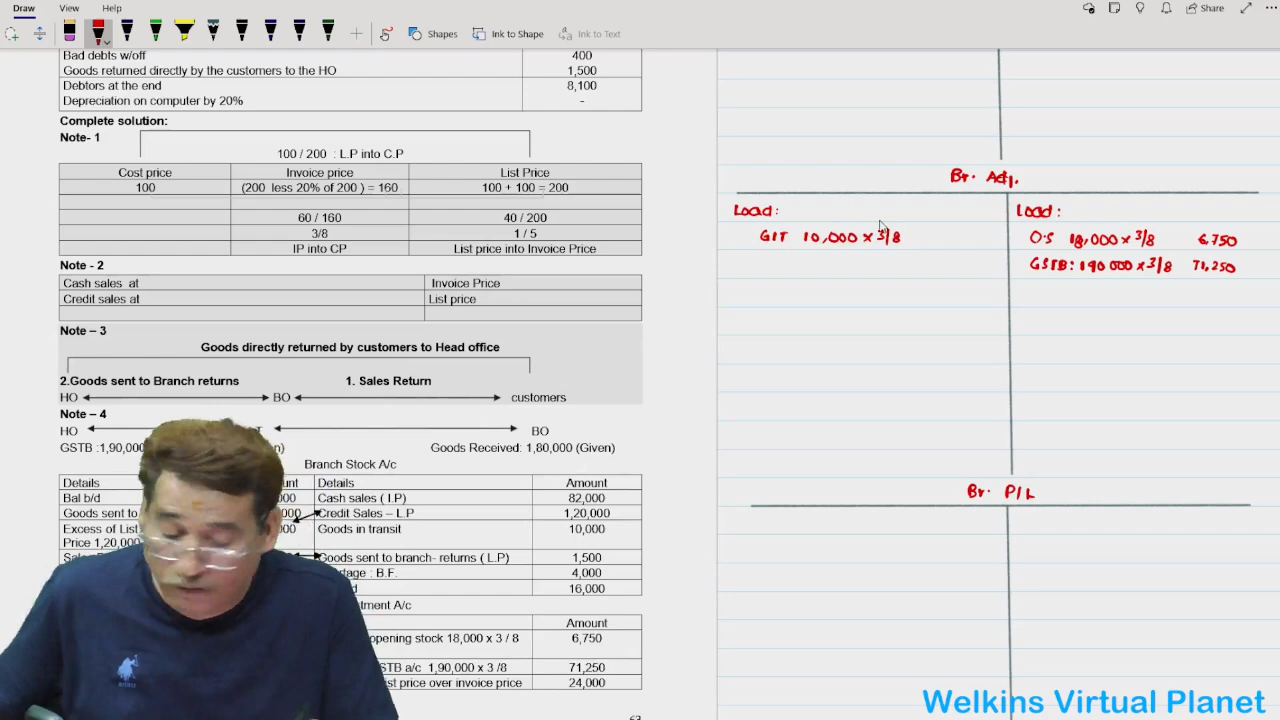 Draw View Help
Share
Shapes Ink to Shape Ink to Text
Bad debts w/off 400
Goods returned directly by the customers to the HO 1,500
Debtors at the end 8,100
Depreciation on computer by 20% -
Complete solution:
Note- 1
100 / 200 : L.P into C.P
Cost price Invoice price List Price
100 (200 less 20% of 200 ) = 160 100 + 100 = 200
60 / 160 40 / 200
3/8 1 / 5
IP into CP List price into Invoice Price
Note - 2
Cash sales at Invoice Price
Credit sales at List price
Note – 3
Goods directly returned by customers to Head office
2.Goods sent to Branch returns 1. Sales Return
HO BO customers
Note – 4
HO BO
GSTB :1,90,000 Goods Received: 1,80,000 (Given)
Branch Stock A/c
Details Details Amount
Bal b/d Cash sales ( I.P) 82,000
Goods sent to Credit Sales – L.P 1,20,000
Excess of List Goods in transit 10,000
Price 1,20,000
Goods sent to branch- returns ( L.P) 1,500
B.F. 4,000
16,000
A/c
Amount
opening stock 18,000 x 3 / 8 6,750
a/c 1,90,000 x 3 /8 71,250
price over invoice price 24,000
63
Br. Adj.
Load:
GIT 10,000 x 3/8
Load:
O.S 18,000 x 3/8 6,750
GSTB: 190 000 x 3/8 71,250
Br. P/L
Welkins Virtual Planet